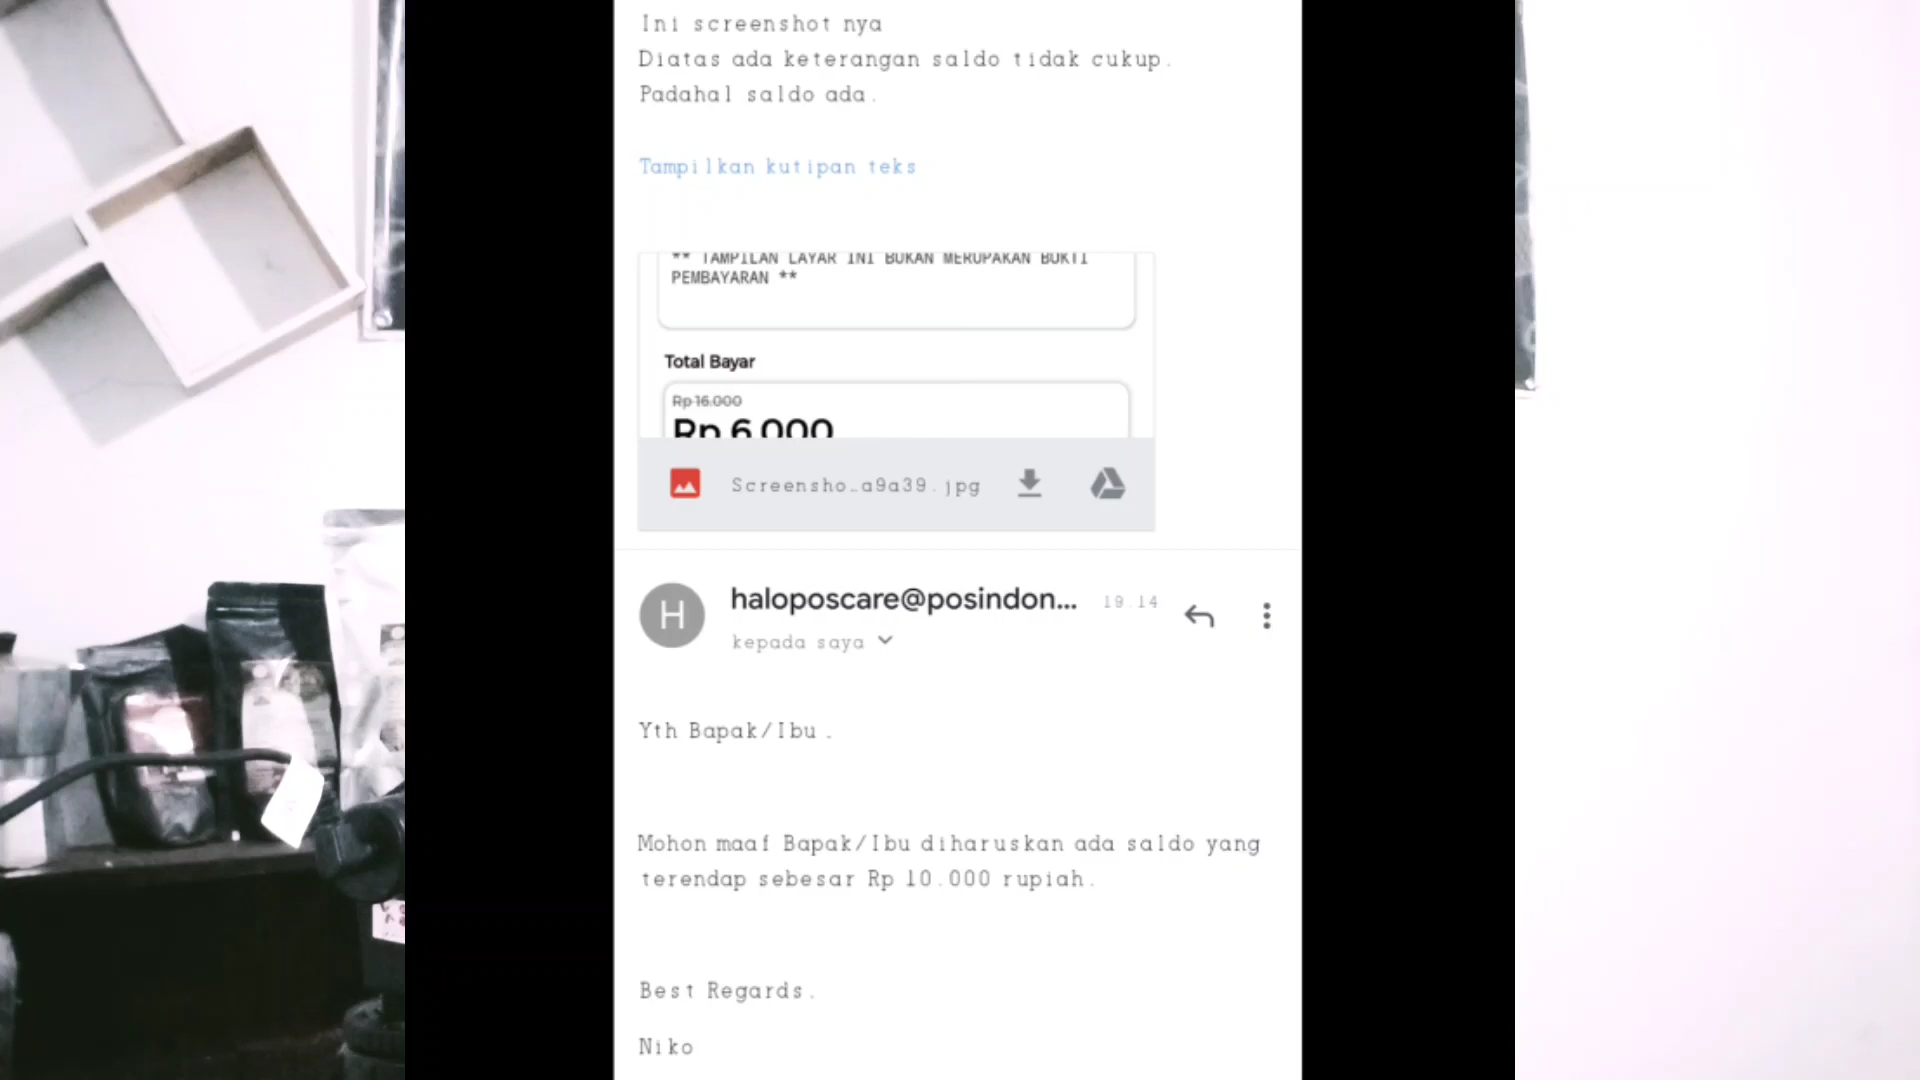 Ini screenshot nya
Diatas ada keterangan saldo tidak cukup.
Padahal saldo ada.
Tampilkan kutipan teks
** TAMPILAN LAYAR INI BUKAN MERUPAKAN BUKTI
PEMBAYARAN **
Total Bayar
Rp 16.000
Rp 6.000
Screensho…a9a39.jpg
H
haloposcare@posindon...
19.14
kepada saya
Yth Bapak/Ibu .
Mohon maaf Bapak/Ibu diharuskan ada saldo yang
terendap sebesar Rp 10.000 rupiah.
Best Regards.
Niko